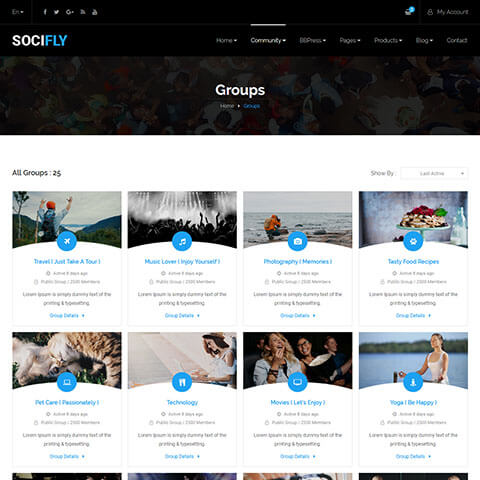 En
My Account
SOCIFLY
Home Community BBPress Pages Products Blog Contact
Groups
Home Groups
All Groups : 25
Show By : Last Active
Travel ( Just Take A Tour )
Active 8 days ago
Public Group / 2500 Members
Lorem Ipsum is simply dummy text of the
printing & typesetting.
Group Details
Music Lover ( Injoy Yourself )
Active 8 days ago
Public Group / 2500 Members
Lorem Ipsum is simply dummy text of the
printing & typesetting.
Group Details
Photography ( Memories )
Active 8 days ago
Public Group / 2500 Members
Lorem Ipsum is simply dummy text of the
printing & typesetting.
Group Details
Tasty Food Recipes
Active 8 days ago
Public Group / 2500 Members
Lorem Ipsum is simply dummy text of the
printing & typesetting.
Group Details
Pet Care ( Passionately )
Active 8 days ago
Public Group / 2500 Members
Lorem Ipsum is simply dummy text of the
printing & typesetting.
Group Details
Technology
Active 8 days ago
Public Group / 2500 Members
Lorem Ipsum is simply dummy text of the
printing & typesetting.
Group Details
Movies ( Let's Enjoy )
Active 8 days ago
Public Group / 2500 Members
Lorem Ipsum is simply dummy text of the
printing & typesetting.
Group Details
Yoga ( Be Happy )
Active 8 days ago
Public Group / 2500 Members
Lorem Ipsum is simply dummy text of the
printing & typesetting.
Group Details